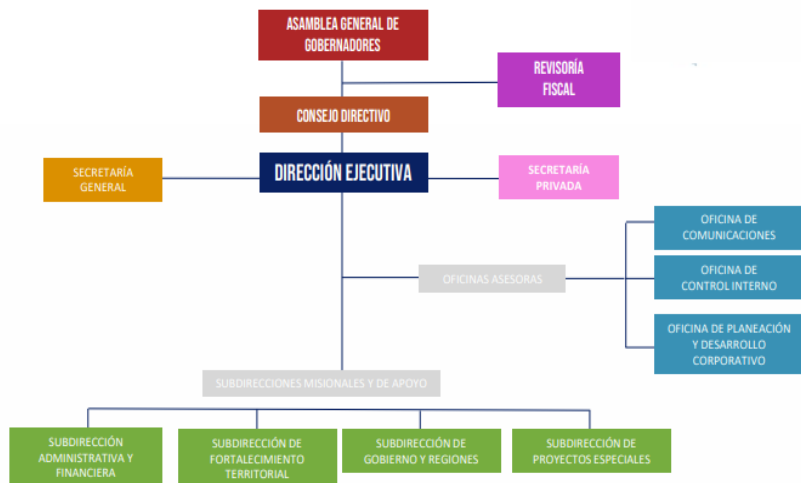 ASAMBLEA GENERAL DE
GOBERNADORES
REVISORÍA
FISCAL
CONSEJO DIRECTIVO
SECRETARÍA
GENERAL
DIRECCIÓN EJECUTIVA
SECRETARÍA
PRIVADA
OFICINA DE
COMUNICACIONES
OFICINAS ASESORAS
OFICINA DE
CONTROL INTERNO
OFICINA DE PLANEACIÓN
Y DESARROLLO
CORPORATIVO
SUBDIRECCIONES MISIONALES Y DE APOYO
SUBDIRECCIÓN
ADMINISTRATIVA Y
FINANCIERA
SUBDIRECCIÓN DE
FORTALECIMIENTO
TERRITORIAL
SUBDIRECCIÓN DE
GOBIERNO Y REGIONES
SUBDIRECCIÓN DE
PROYECTOS ESPECIALES